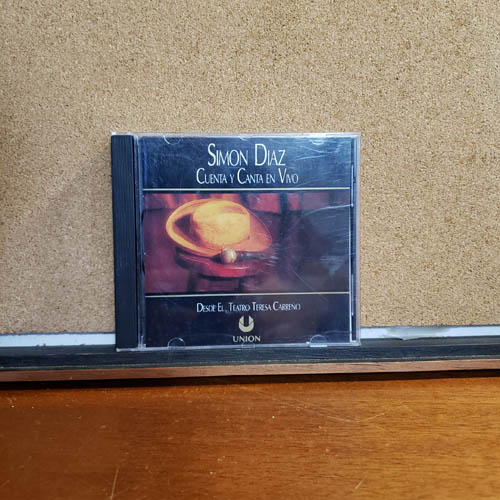 SIMON DIAZ
CUENTA Y CANTA EN VIVO
DESDE EL TEATRO TERESA CARREÑO
UNION